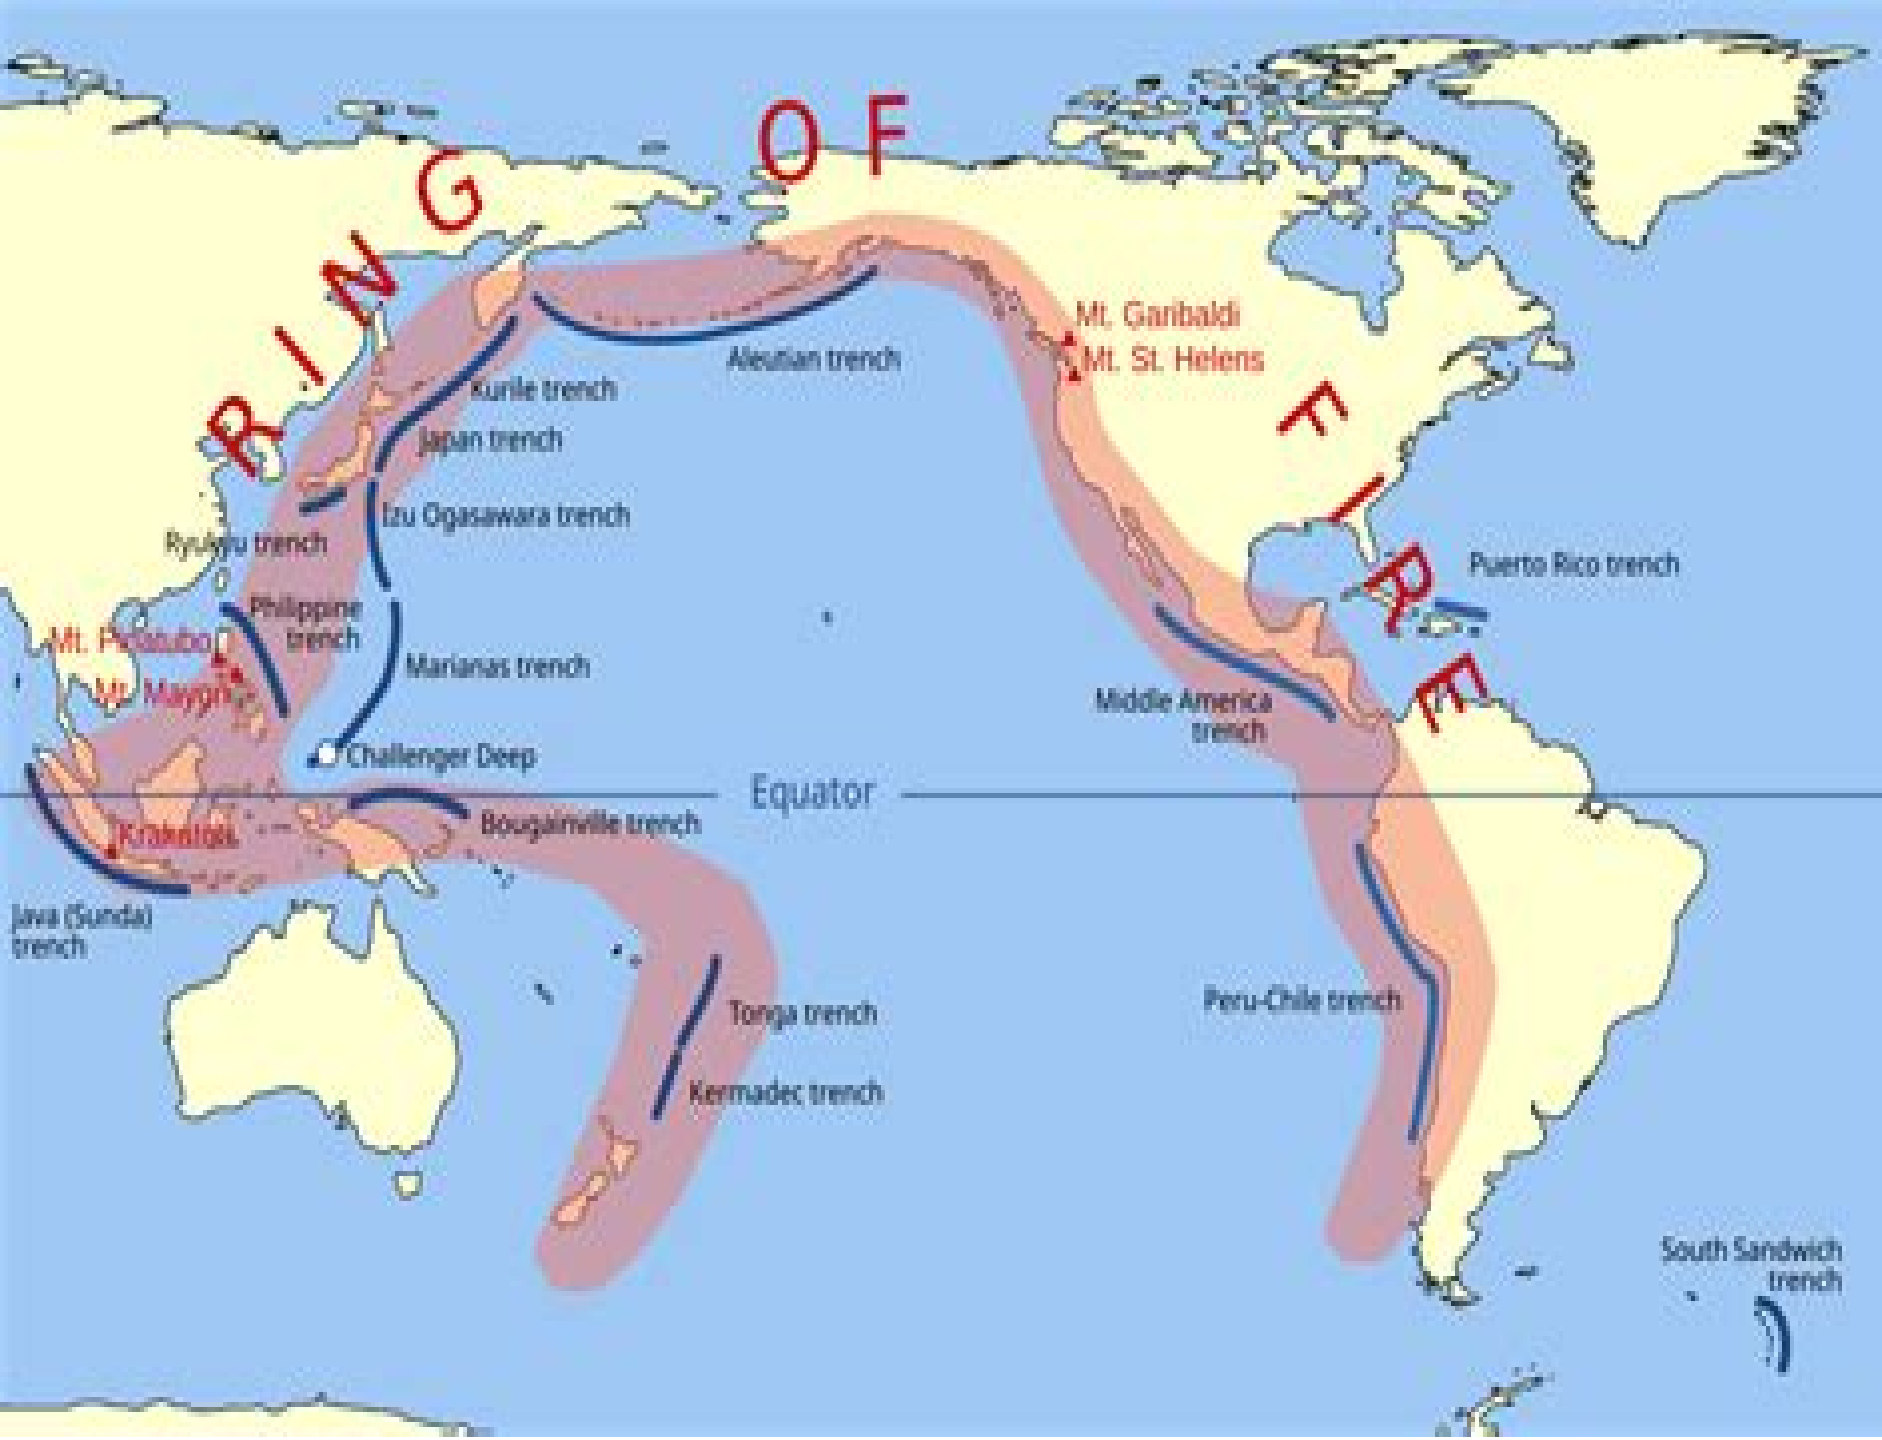 RING OF FIRE
Mt. Garibaldi
Mt. St. Helens
Aleutian trench
Kurile trench
Japan trench
Izu Ogasawara trench
Ryukyu trench
Puerto Rico trench
Philippine
trench
Mt. Pinatubo
Marianas trench
Mt. Mayon
Middle America
trench
Challenger Deep
Equator
Bougainville trench
Krakatoa
Java (Sunda)
trench
Tonga trench
Peru-Chile trench
Kermadec trench
South Sandwich
trench